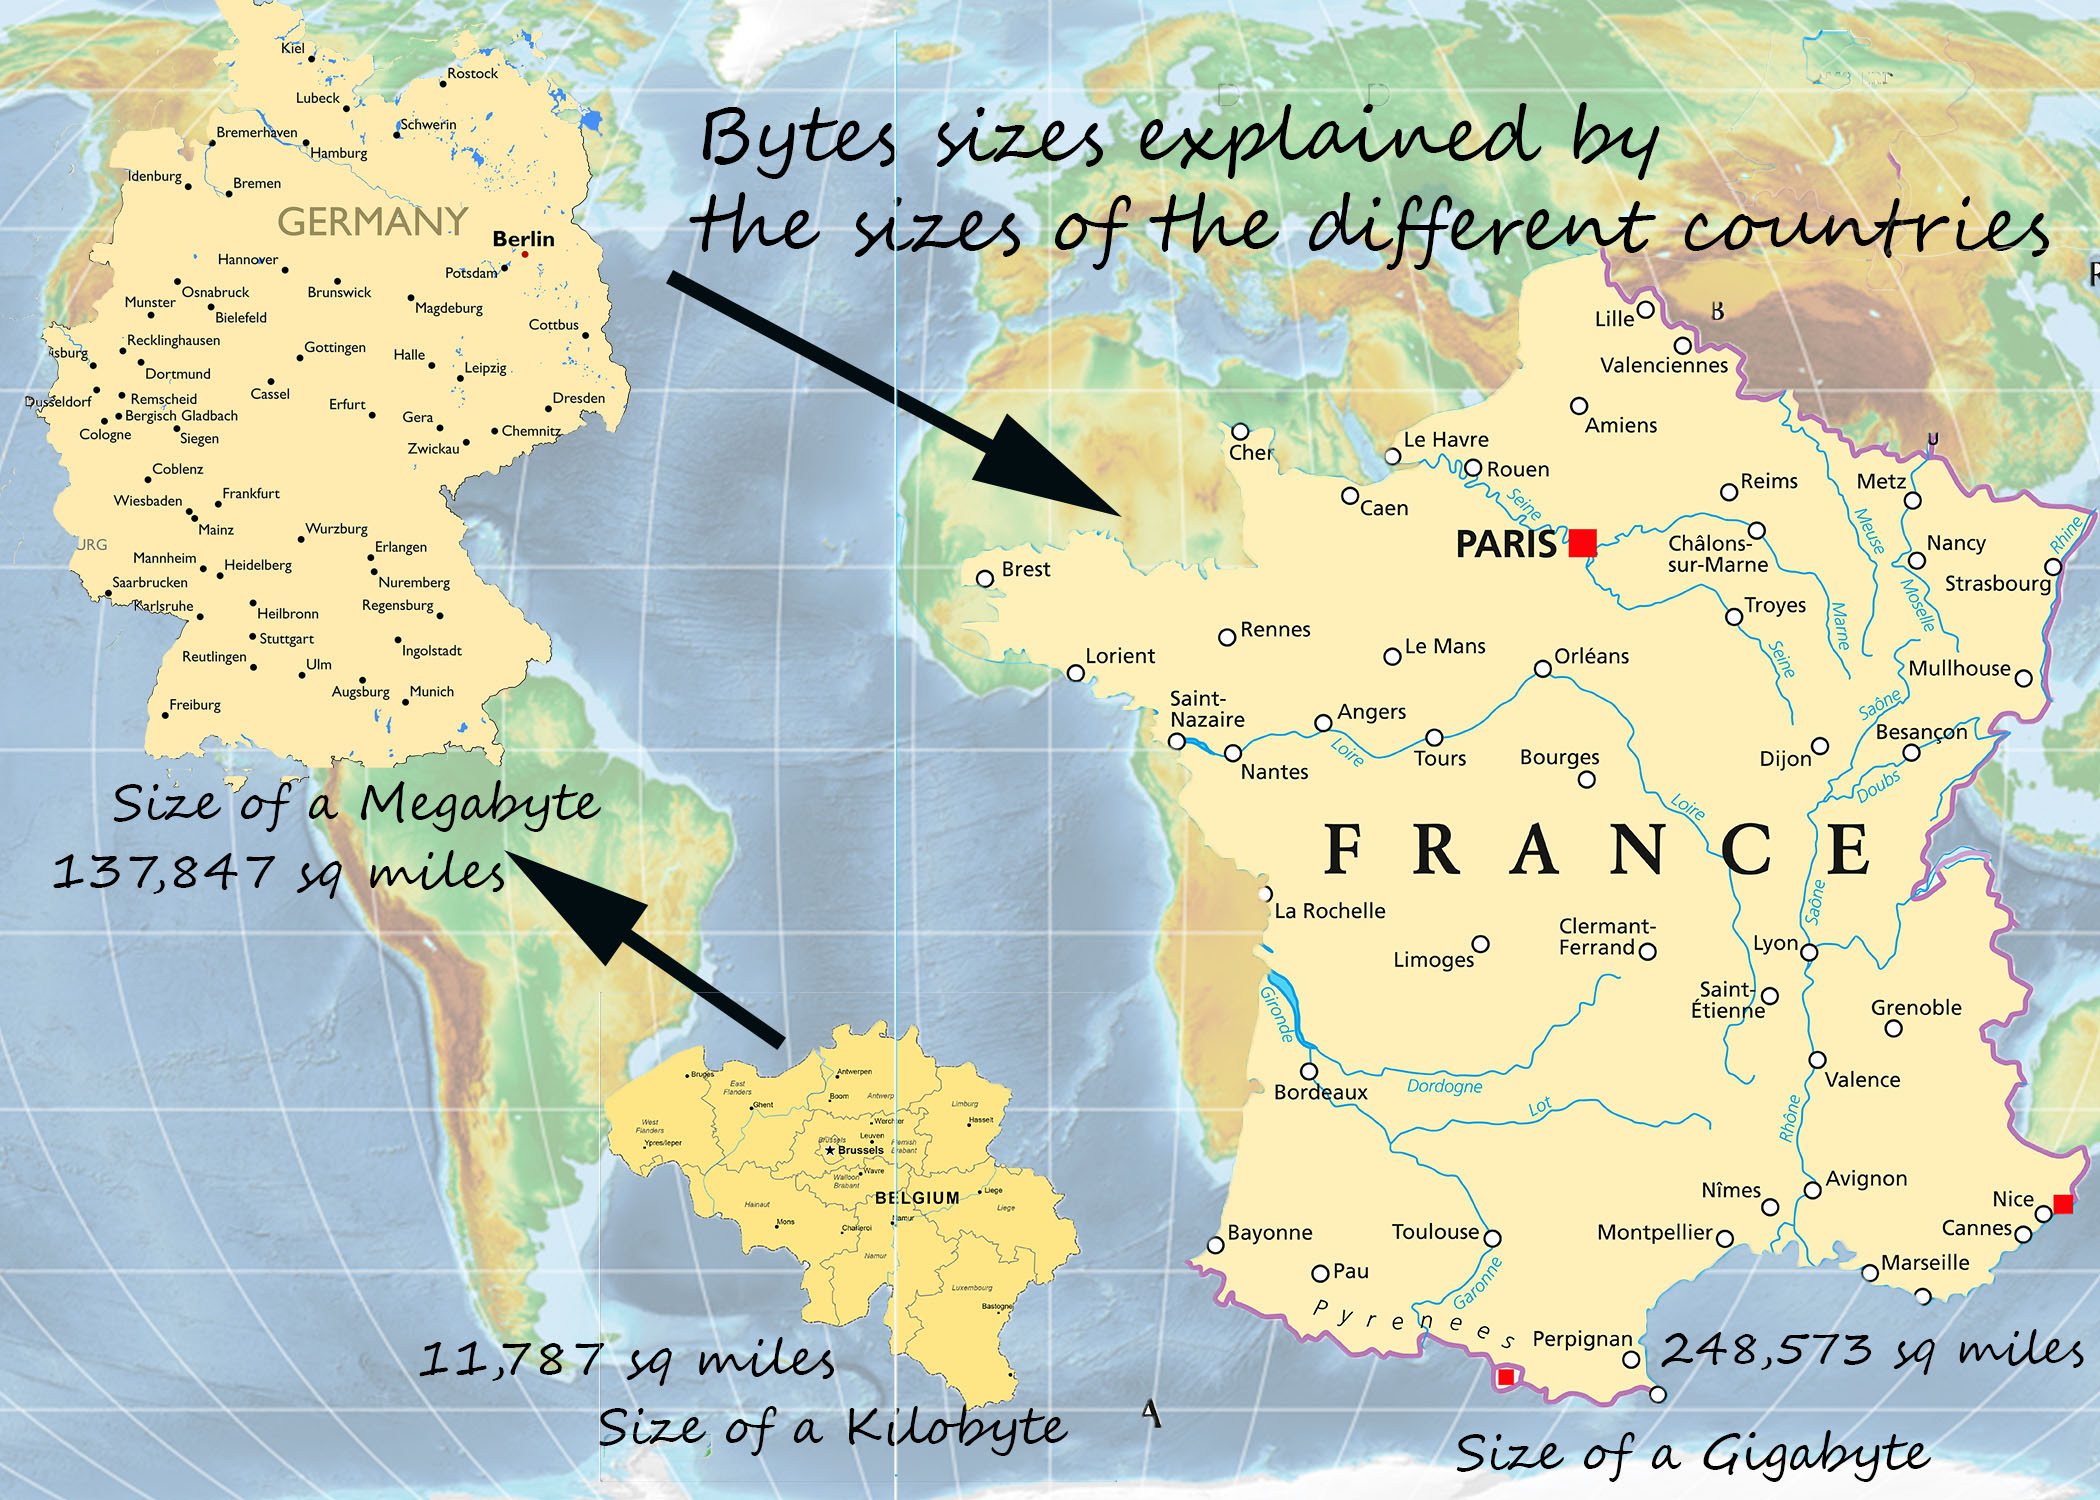 Bytes sizes explained by
the sizes of the different countries
Kiel
Rostock
Lubeck
Schwerin
Bremerhaven
Hamburg
Idenburg
Bremen
GERMANY
Berlin
Hannover
Potsdam
Osnabruck
Brunswick
Munster
Magdeburg
Bielefeld
Cottbus
Recklinghausen
Gottingen
isburg
Halle
Dortmund
Leipzig
Cassel
Dusseldorf
Remscheid
Erfurt
Dresden
Bergisch Gladbach
Gera
Cologne
Siegen
Chemnitz
Zwickau
Coblenz
Wiesbaden
Frankfurt
Mainz
Wurzburg
URG
Erlangen
Mannheim
Heidelberg
Saarbrucken
Nuremberg
Karlsruhe
Heilbronn
Regensburg
Stuttgart
Ingolstadt
Reutlingen
Ulm
Augsburg
Munich
Freiburg
Size of a Megabyte
137,847 sq miles
Bruges
East
Flanders
Antwerpen
Ghent
Boom
Antwerp
Limburg
West
Flanders
Werchter
Hasselt
Ypres/Ieper
Brussels
Leuven
Flemish
Brabant
Brussels
Wavre
Walloon
Brabant
BELGIUM
Liege
Liege
Hainaut
Mons
Charleroi
Namur
Namur
Luxembourg
Bastogne
11,787 sq miles
Size of a Kilobyte
A
B
U
R
Lille
Valenciennes
Amiens
Cher
Le Havre
Rouen
Seine
Caen
Reims
Metz
Meuse
PARIS
Châlons-
sur-Marne
Nancy
Rhine
Strasbourg
Moselle
Brest
Troyes
Marne
Rennes
Le Mans
Orléans
Seine
Lorient
Mullhouse
Saint-
Nazaire
Angers
Saône
Besançon
Loire
Tours
Nantes
Bourges
Dijon
Doubs
Loire
FRANCE
La Rochelle
Saône
Clermant-
Ferrand
Limoges
Lyon
Saint-
Étienne
Gironde
Grenoble
Bordeaux
Dordogne
Valence
Lot
Rhône
Avignon
Nîmes
Nice
Bayonne
Toulouse
Montpellier
Cannes
Pau
Garonne
Marseille
Pyrenees
Perpignan
248,573 sq miles
Size of a Gigabyte